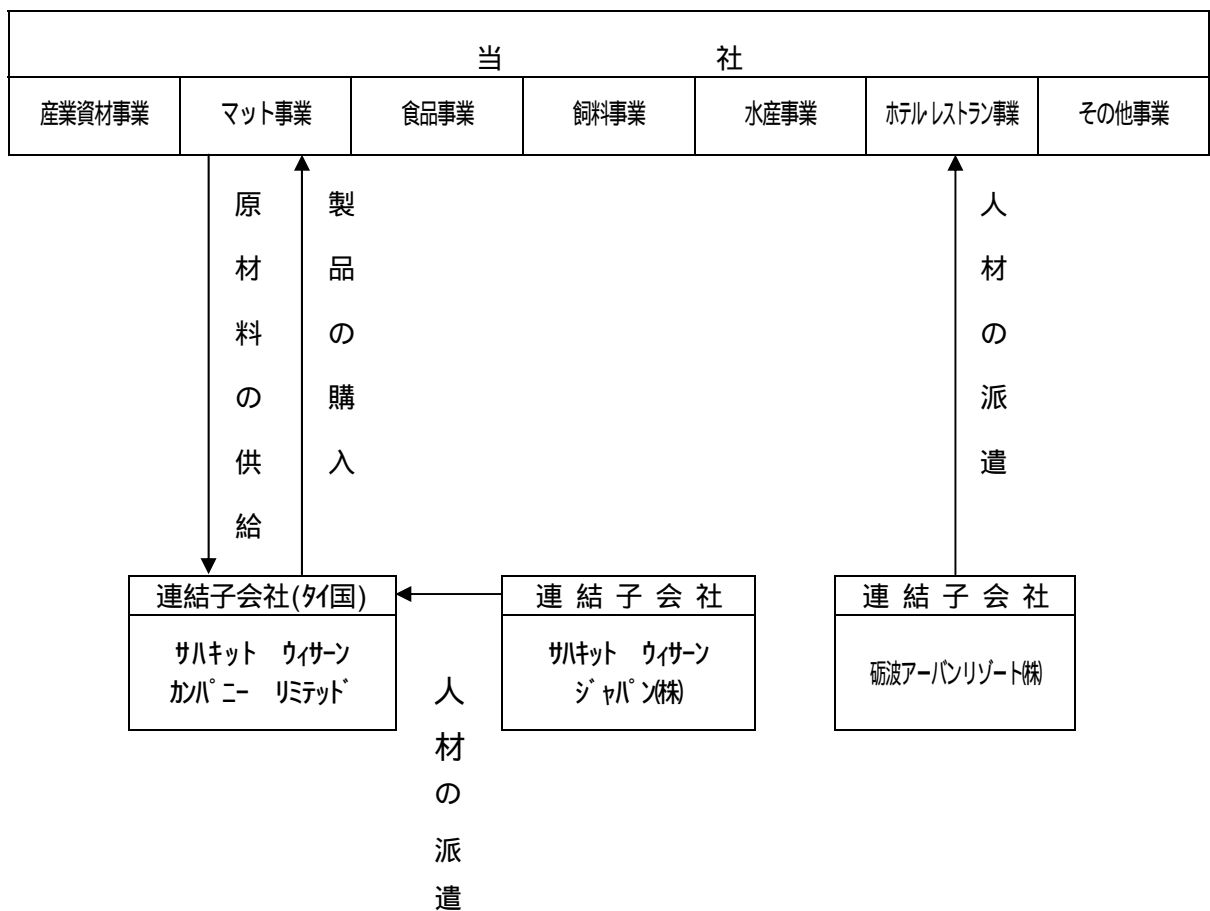 当 社
産業資材事業
マット事業
食品事業
飼料事業
水産事業
ホテル・レストラン事業
その他事業
原材料の供給
製品の購入
人材の派遣
連結子会社(ﾀｲ国)
ｻﾊｷｯﾄ ｳｨｻｰﾝ
ｶﾝﾊﾟﾆｰ ﾘﾐﾃｯﾄﾞ
人材の派遣
連結子会社
ｻﾊｷｯﾄ ｳｨｻｰﾝ
ｼﾞｬﾊﾟﾝ㈱
連結子会社
砺波アーバンリゾート㈱